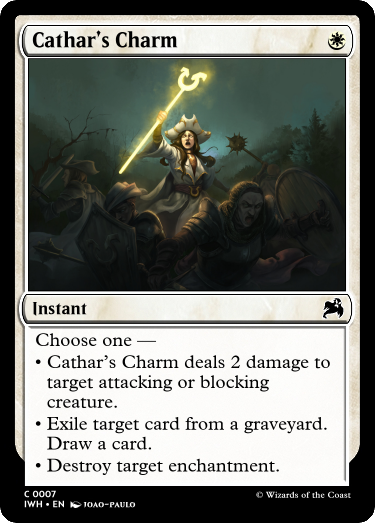 Cathar's Charm
Instant
Choose one —
• Cathar's Charm deals 2 damage to
target attacking or blocking
creature.
• Exile target card from a graveyard.
Draw a card.
• Destroy target enchantment.
C 0007
IWH • EN JOAO-PAULO
© Wizards of the Coast